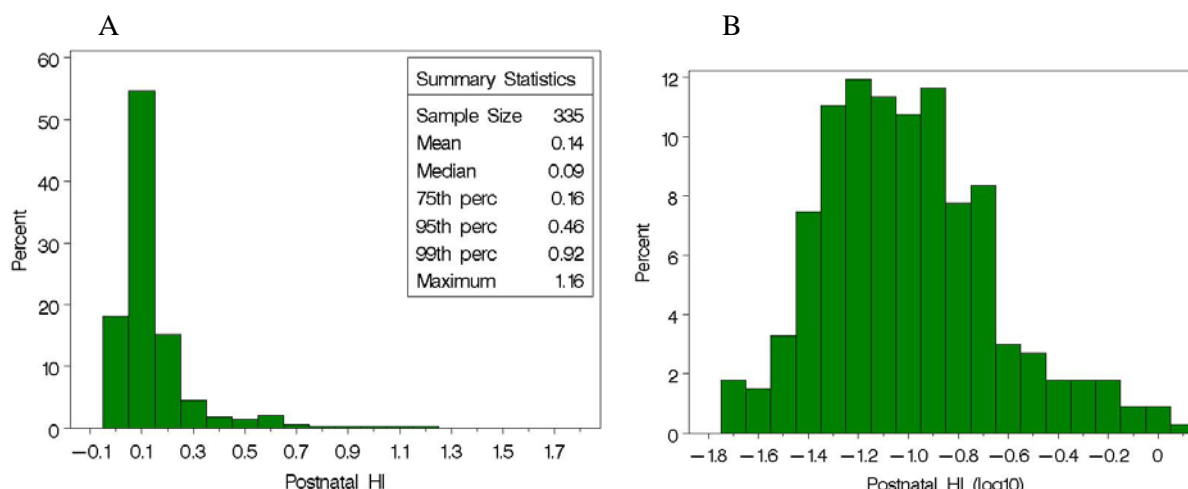 A
60
50
40
30
20
10
0
Percent
Summary Statistics
Sample Size 335
Mean 0.14
Median 0.09
75th perc 0.16
95th perc 0.46
99th perc 0.92
Maximum 1.16
−0.1 0.1 0.3 0.5 0.7 0.9 1.1 1.3 1.5 1.7
Postnatal HI
B
12
10
8
6
4
2
0
Percent
−1.8 −1.6 −1.4 −1.2 −1.0 −0.8 −0.6 −0.4 −0.2 0
Postnatal HI (log10)